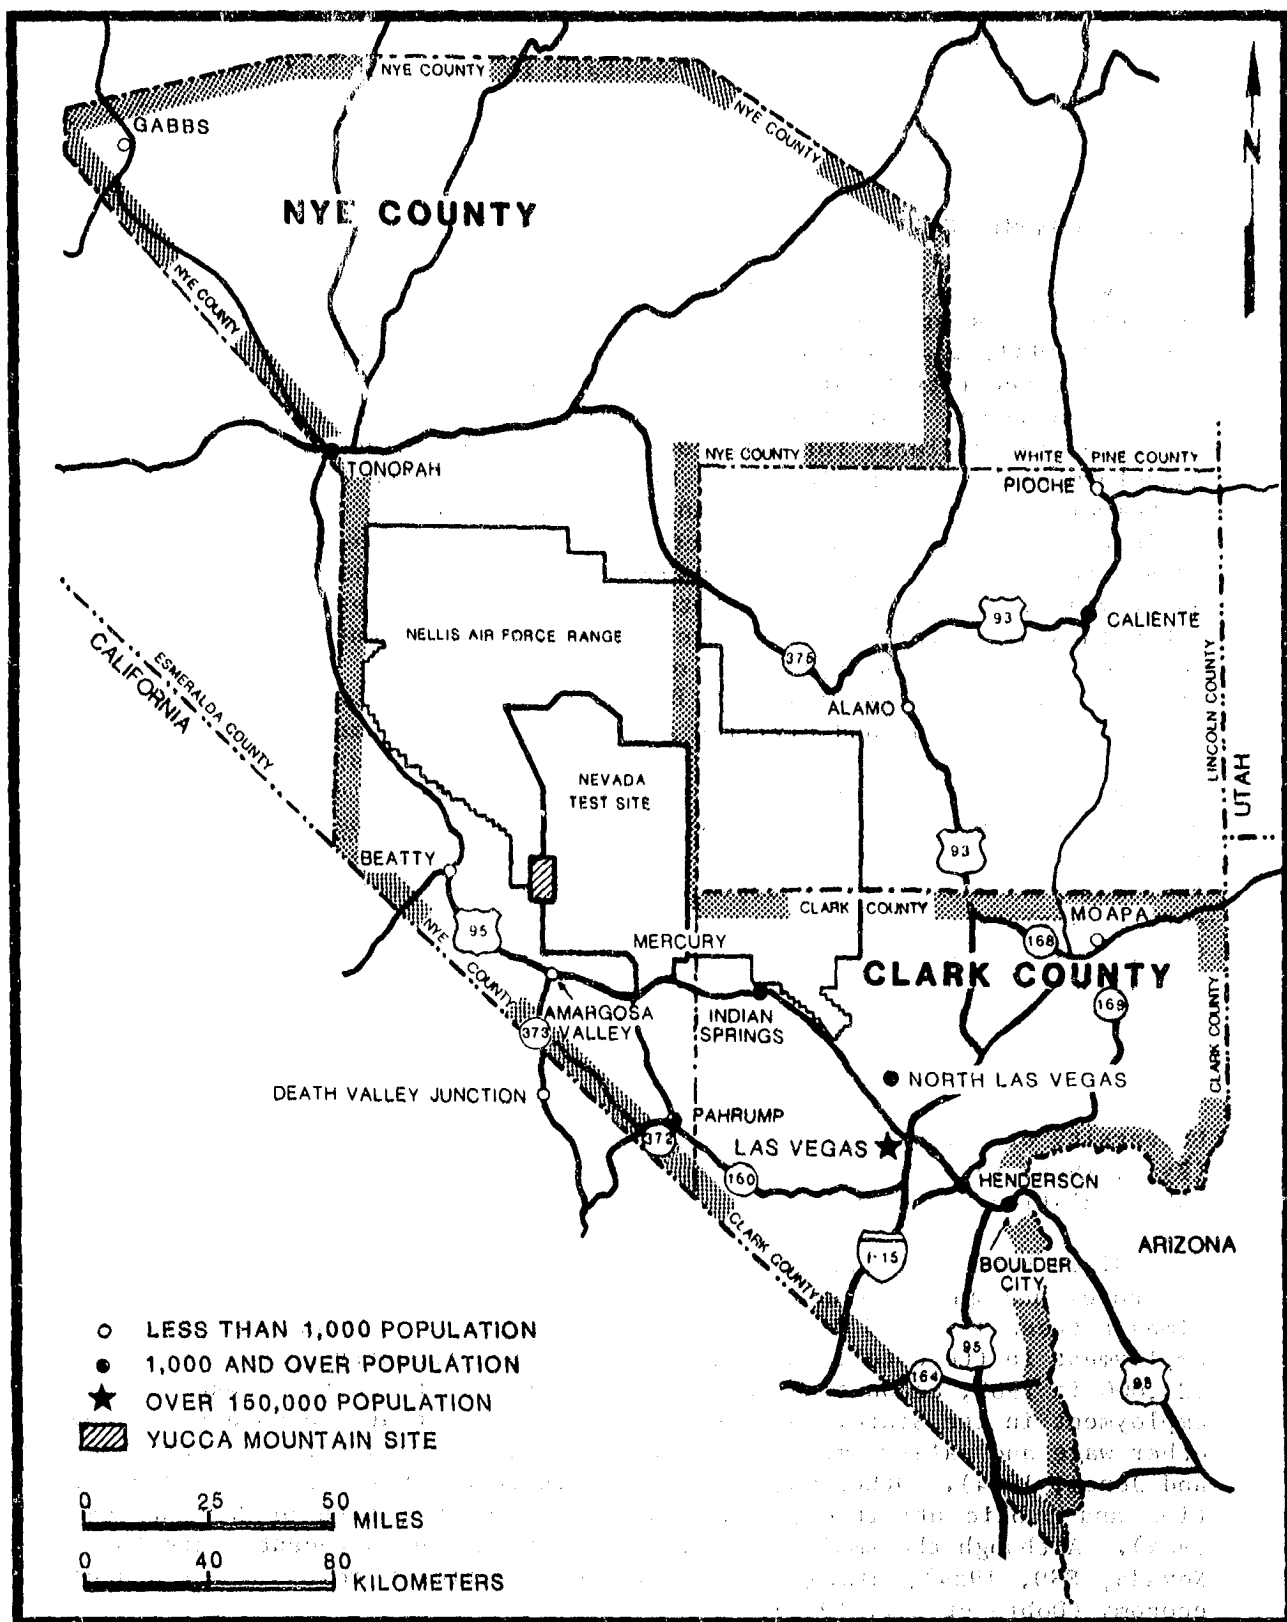 NYE COUNTY
NYE COUNTY
GABBS
NYE COUNTY
N
NYE COUNTY
TONOPAH
NYE COUNTY
WHITE PINE COUNTY
PIOCHE
NELLIS AIR FORCE RANGE
93
CALIENTE
375
ESMERALDA COUNTY
CALIFORNIA
ALAMO
LINCOLN COUNTY
UTAH
NEVADA
TEST SITE
93
BEATTY
CLARK COUNTY
MOAPA
95
NYE COUNTY
MERCURY
168
CLARK COUNTY
AMARGOSA
VALLEY
INDIAN
SPRINGS
169
373
CLARK COUNTY
DEATH VALLEY JUNCTION
NORTH LAS VEGAS
PAHRUMP
372
LAS VEGAS
160
HENDERSON
CLARK COUNTY
I-15
ARIZONA
BOULDER
CITY
95
164
LESS THAN 1,000 POPULATION
1,000 AND OVER POPULATION
OVER 150,000 POPULATION
YUCCA MOUNTAIN SITE
0 25 50
MILES
0 40 80
KILOMETERS